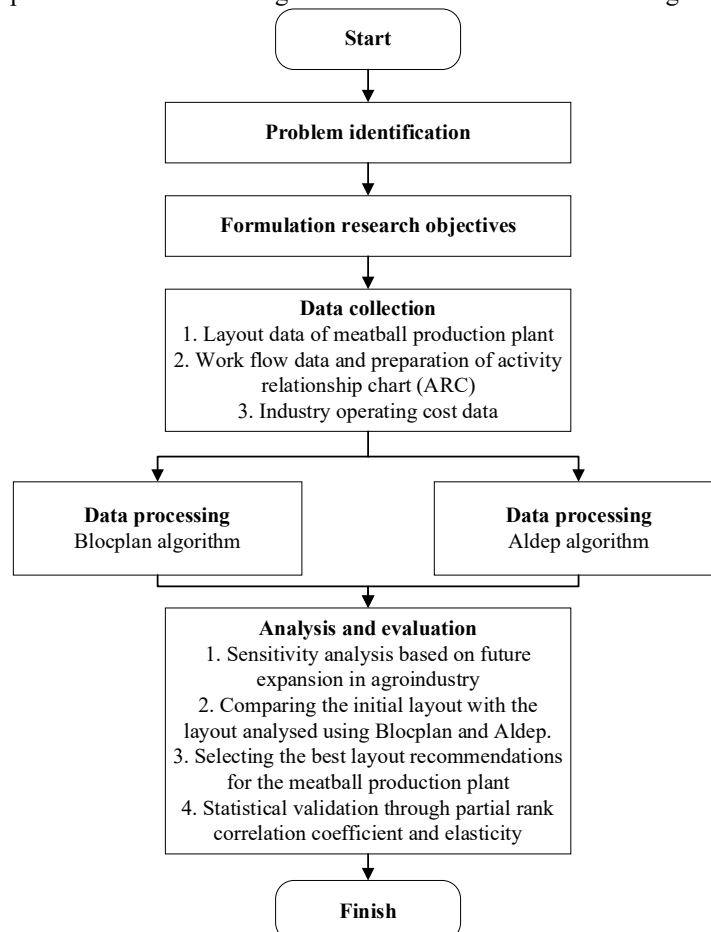 Start
Problem identification
Formulation research objectives
Data collection
1. Layout data of meatball production plant
2. Work flow data and preparation of activity
relationship chart (ARC)
3. Industry operating cost data
Data processing
Blocplan algorithm
Data processing
Aldep algorithm
Analysis and evaluation
1. Sensitivity analysis based on future
expansion in agroindustry
2. Comparing the initial layout with the
layout analysed using Blocplan and Aldep.
3. Selecting the best layout recommendations
for the meatball production plant
4. Statistical validation through partial rank
correlation coefficient and elasticity
Finish